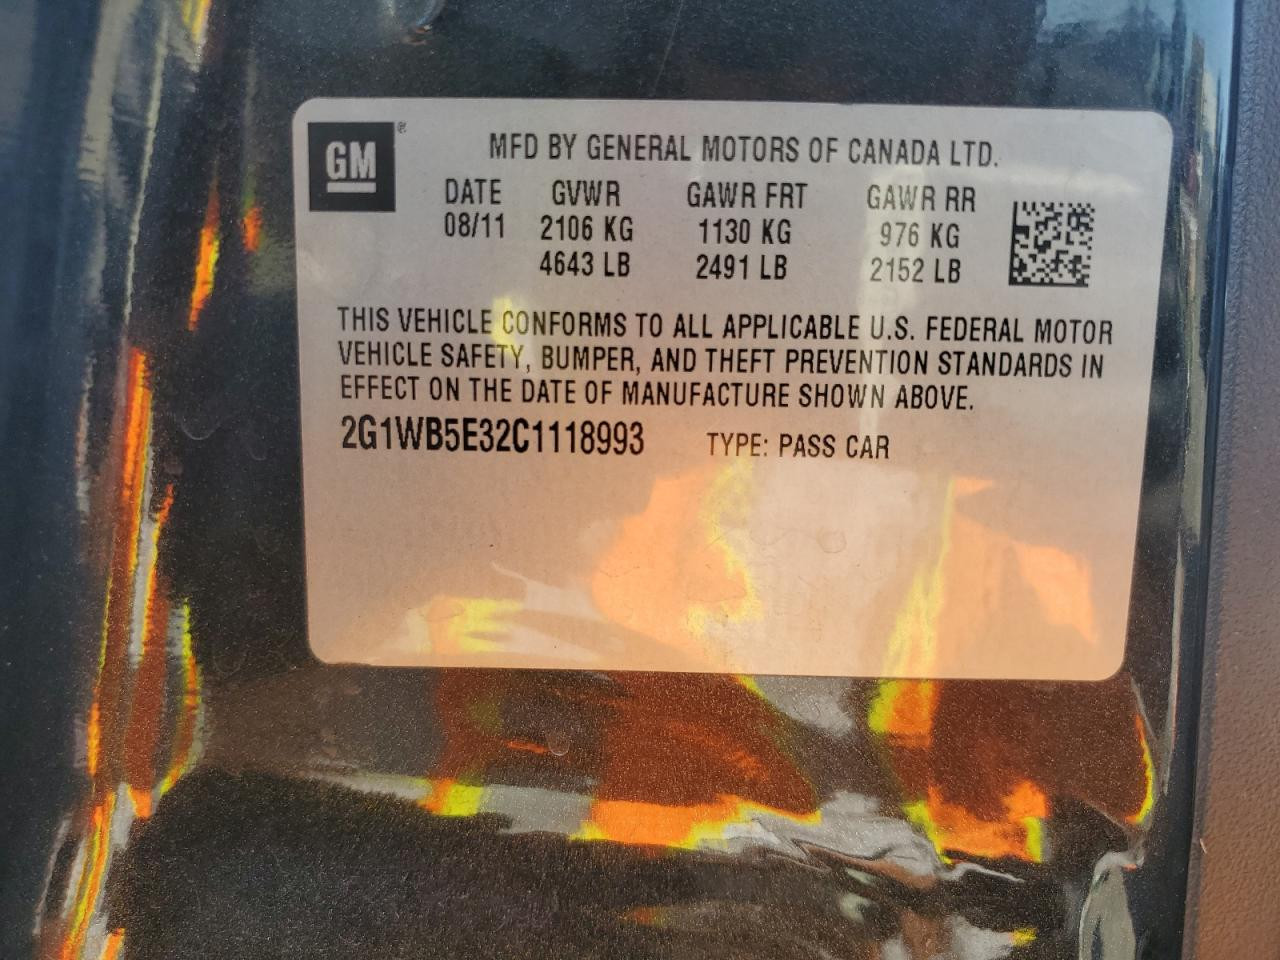 GM®
MFD BY GENERAL MOTORS OF CANADA LTD.
DATE GVWR GAWR FRT GAWR RR
08/11 2106 KG 1130 KG 976 KG
4643 LB 2491 LB 2152 LB
THIS VEHICLE CONFORMS TO ALL APPLICABLE U.S. FEDERAL MOTOR
VEHICLE SAFETY, BUMPER, AND THEFT PREVENTION STANDARDS IN
EFFECT ON THE DATE OF MANUFACTURE SHOWN ABOVE.
2G1WB5E32C1118993 TYPE: PASS CAR